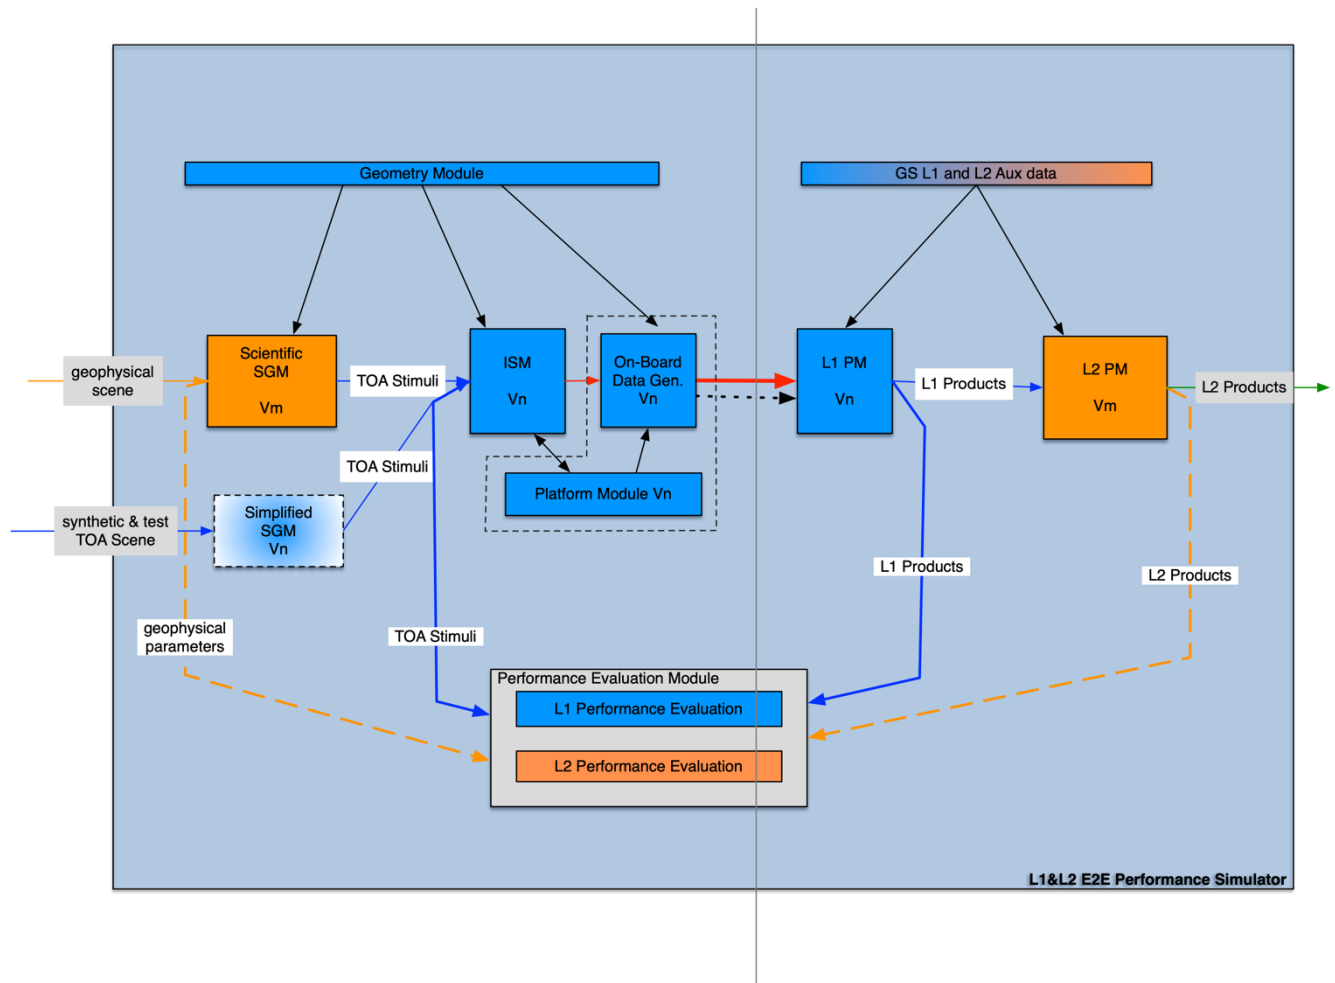 Geometry Module
GS L1 and L2 Aux data
geophysical
scene
Scientific
SGM
Vm
TOA Stimuli
ISM
Vn
On-Board
Data Gen.
Vn
L1 PM
Vn
L1 Products
L2 PM
Vm
L2 Products
TOA Stimuli
Platform Module Vn
synthetic & test
TOA Scene
Simplified
SGM
Vn
L1 Products
L2 Products
geophysical
parameters
TOA Stimuli
Performance Evaluation Module
L1 Performance Evaluation
L2 Performance Evaluation
L1&L2 E2E Performance Simulator